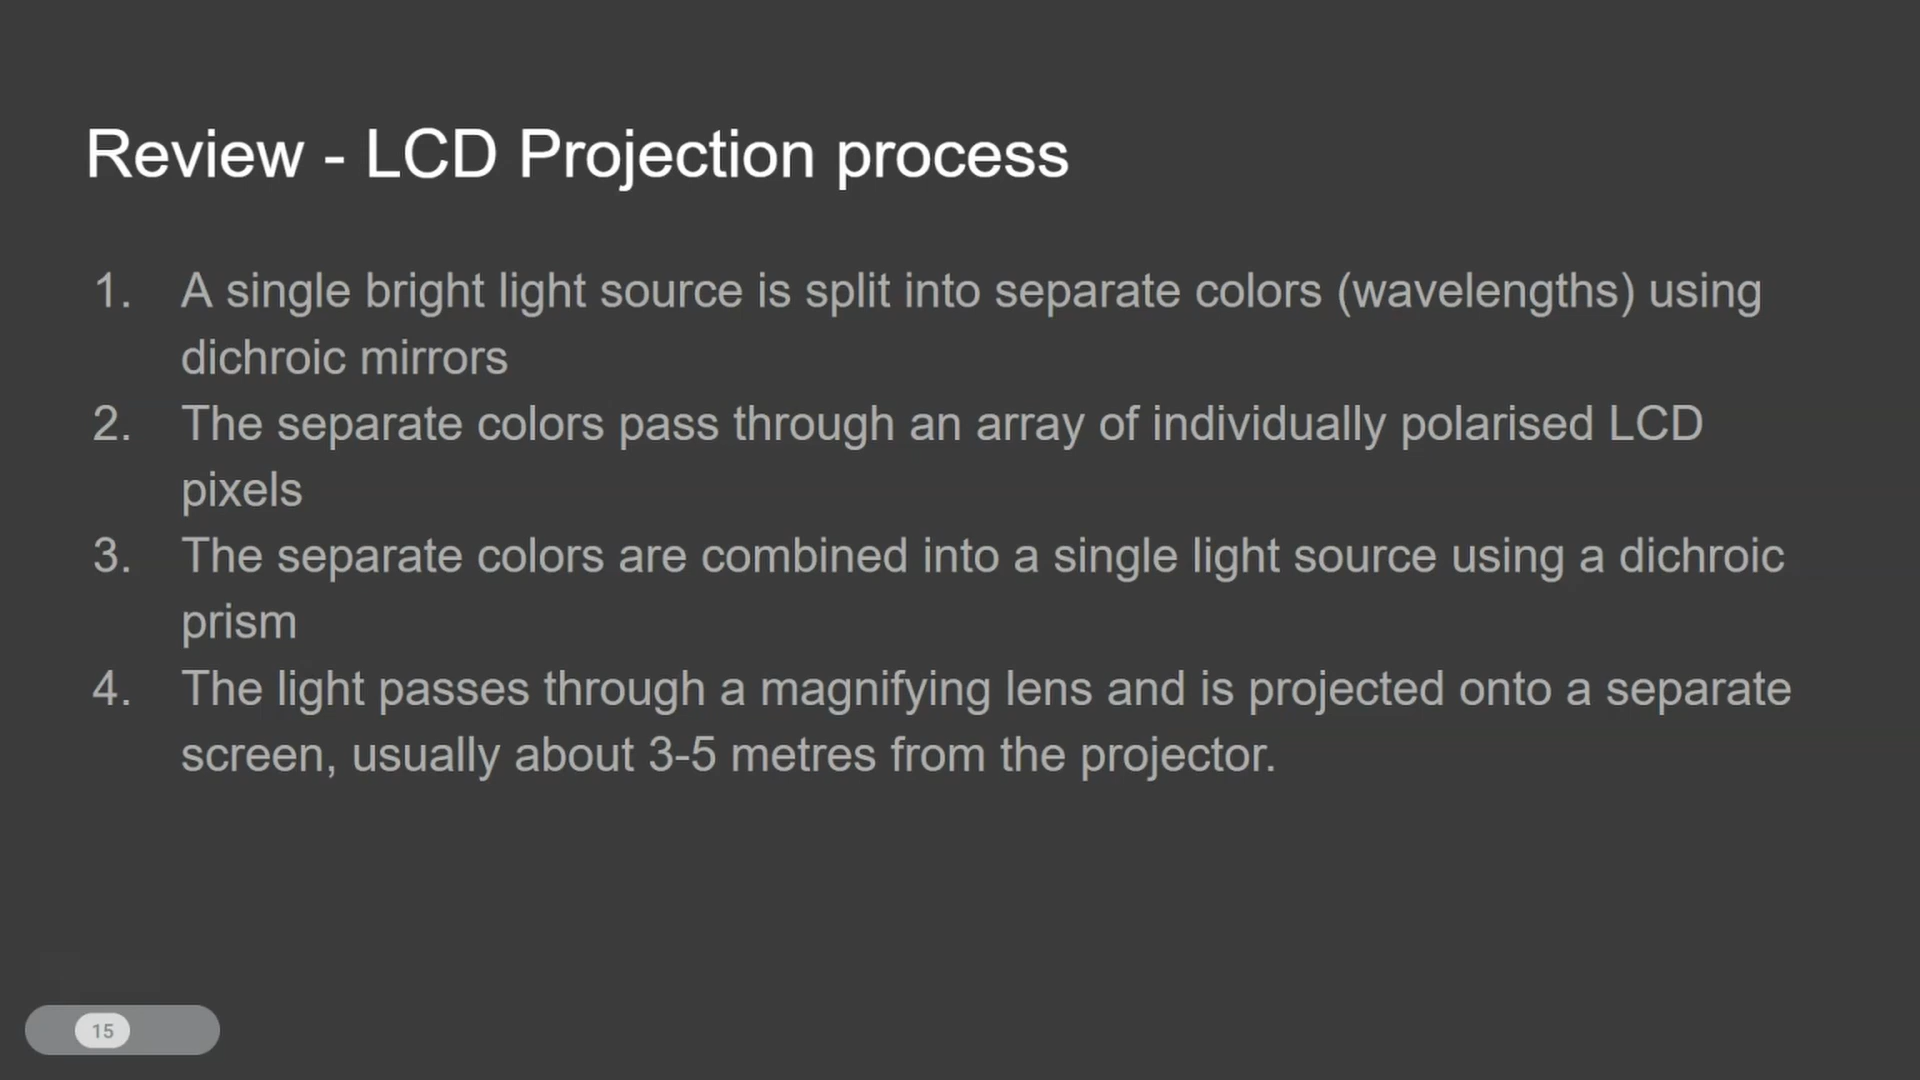 Review - LCD Projection process
1. A single bright light source is split into separate colors (wavelengths) using
dichroic mirrors
2. The separate colors pass through an array of individually polarised LCD
pixels
3. The separate colors are combined into a single light source using a dichroic
prism
4. The light passes through a magnifying lens and is projected onto a separate
screen, usually about 3-5 metres from the projector.
15